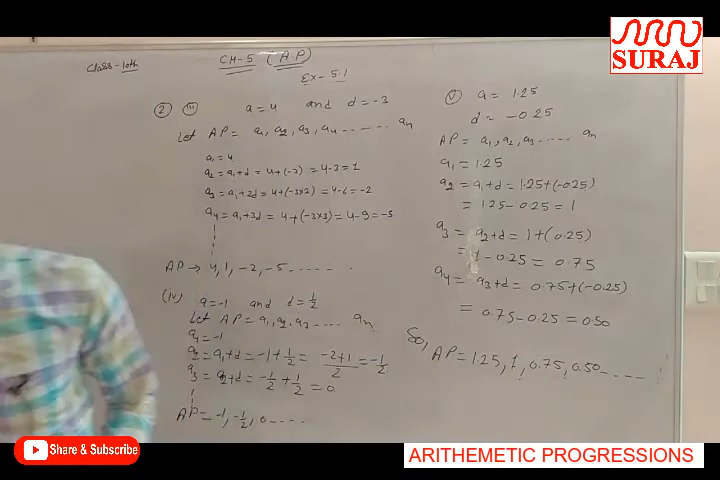 SURAJ
Class-10th
CH-5 (A.P)
Ex-5.1
② (iii) a=4 and d=-3
Let AP = a₁, a₂, a₃, a₄ ------- aₙ
a₁=4
a₂=a₁+d=4+(-3)=4-3=1
a₃=a₁+2d=4+(-3×2)=4-6=-2
a₄=a₁+3d=4+(-3×3)=4-9=-5
AP → 4, 1, -2, -5 ......
(iv) a=-1 and d=1/2
Let AP = a₁, a₂, a₃ .... aₙ
a₁=-1
a₂=a₁+d=-1+1/2= (-2+1)/2 = -1/2
a₃=a₂+d=-1/2+1/2=0
AP=-1, -1/2, 0 -----
(v) a= 1.25
d= -0.25
AP= a₁, a₂, a₃ ..... aₙ
a₁=1.25
a₂=a₁+d=1.25+(-0.25)
= 1.25-0.25=1
a₃ = a₂+d=1+(0.25)
= 1-0.25=0.75
a₄= a₃+d=0.75+(-0.25)
= 0.75-0.25=0.50
So,
AP=1.25, 1, 0.75, 0.50-----
Share & Subscribe
ARITHEMETIC PROGRESSIONS